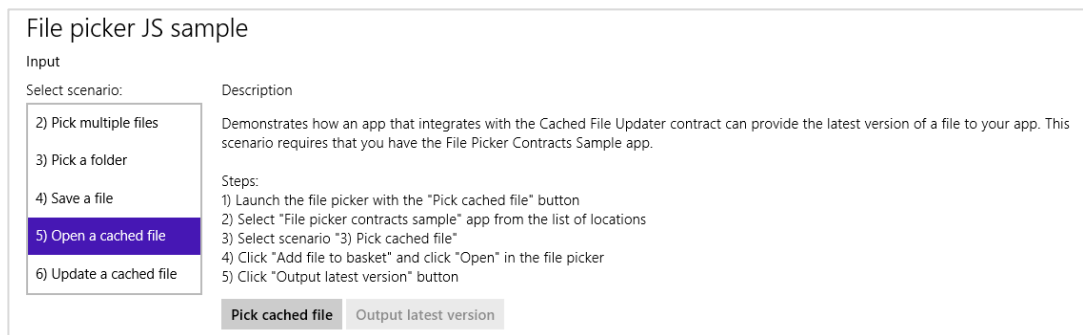 File picker JS sample
Input
Select scenario:
2) Pick multiple files
3) Pick a folder
4) Save a file
5) Open a cached file
6) Update a cached file
Description
Demonstrates how an app that integrates with the Cached File Updater contract can provide the latest version of a file to your app. This
scenario requires that you have the File Picker Contracts Sample app.
Steps:
1) Launch the file picker with the "Pick cached file" button
2) Select "File picker contracts sample" app from the list of locations
3) Select scenario "3) Pick cached file"
4) Click "Add file to basket" and click "Open" in the file picker
5) Click "Output latest version" button
Pick cached file
Output latest version